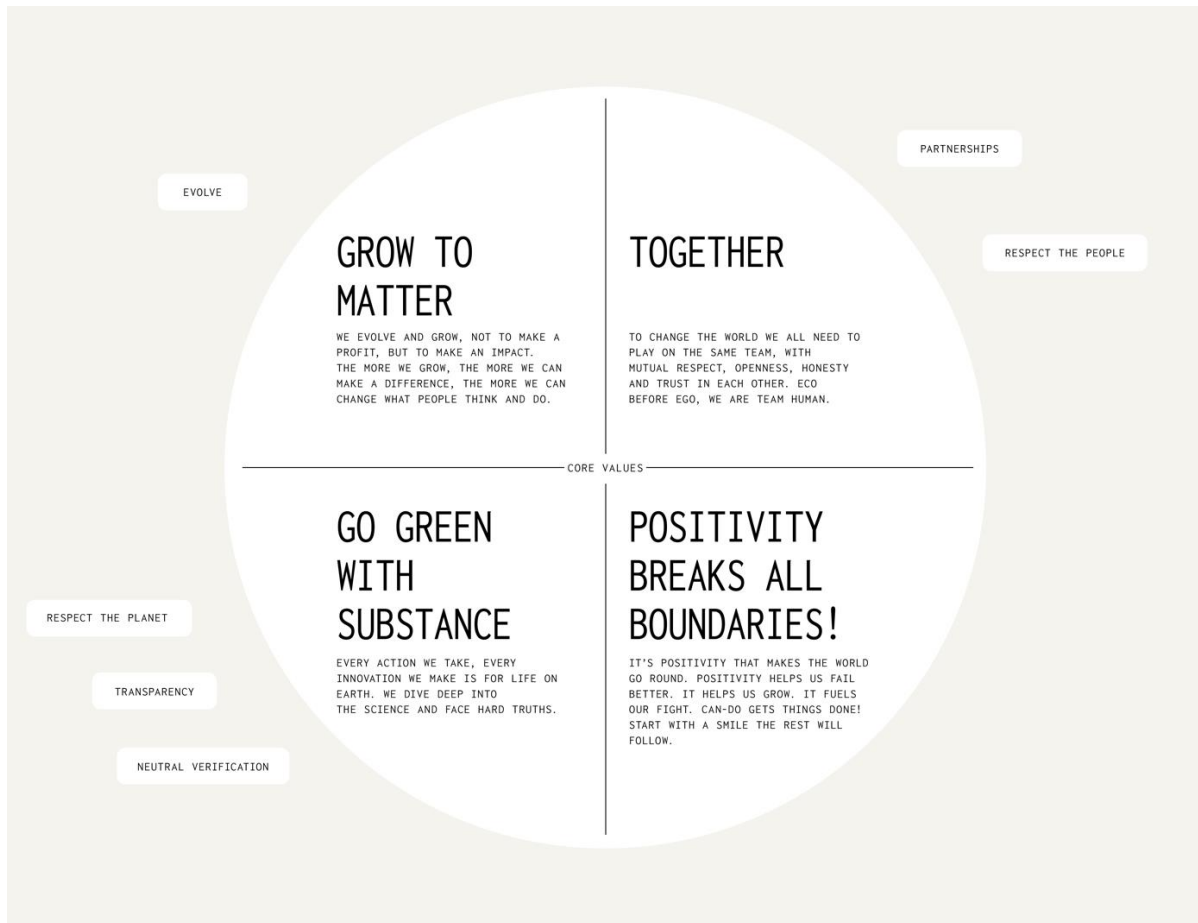 EVOLVE
GROW TO
MATTER
WE EVOLVE AND GROW, NOT TO MAKE A
PROFIT, BUT TO MAKE AN IMPACT.
THE MORE WE GROW, THE MORE WE CAN
MAKE A DIFFERENCE, THE MORE WE CAN
CHANGE WHAT PEOPLE THINK AND DO.
PARTNERSHIPS
RESPECT THE PEOPLE
TOGETHER
TO CHANGE THE WORLD WE ALL NEED TO
PLAY ON THE SAME TEAM, WITH
MUTUAL RESPECT, OPENNESS, HONESTY
AND TRUST IN EACH OTHER. ECO
BEFORE EGO, WE ARE TEAM HUMAN.
CORE VALUES
GO GREEN
WITH
SUBSTANCE
EVERY ACTION WE TAKE, EVERY
INNOVATION WE MAKE IS FOR LIFE ON
EARTH. WE DIVE DEEP INTO
THE SCIENCE AND FACE HARD TRUTHS.
RESPECT THE PLANET
TRANSPARENCY
NEUTRAL VERIFICATION
POSITIVITY
BREAKS ALL
BOUNDARIES!
IT'S POSITIVITY THAT MAKES THE WORLD
GO ROUND. POSITIVITY HELPS US FAIL
BETTER. IT HELPS US GROW. IT FUELS
OUR FIGHT. CAN-DO GETS THINGS DONE!
START WITH A SMILE THE REST WILL
FOLLOW.